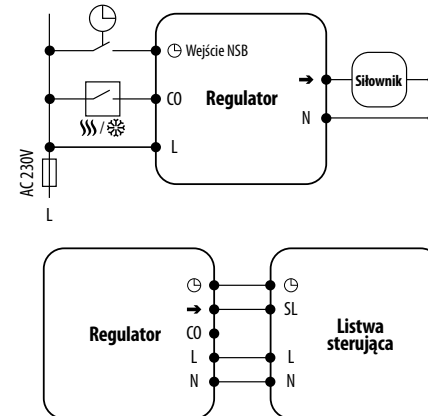 Wejście NSB
CO
Regulator
Siłownik
N
L
AC 230V
L
Regulator
CO
L
N
SL
L
N
Listwa
sterująca